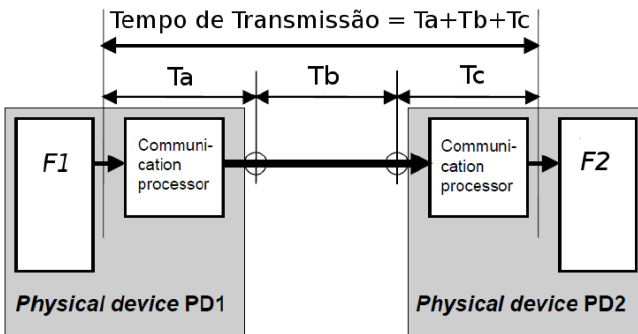 Tempo de Transmissão = Ta+Tb+Tc
Ta
Tb
Tc
F1
Communi-
cation
processor
Communi-
cation
processor
F2
Physical device PD1
Physical device PD2